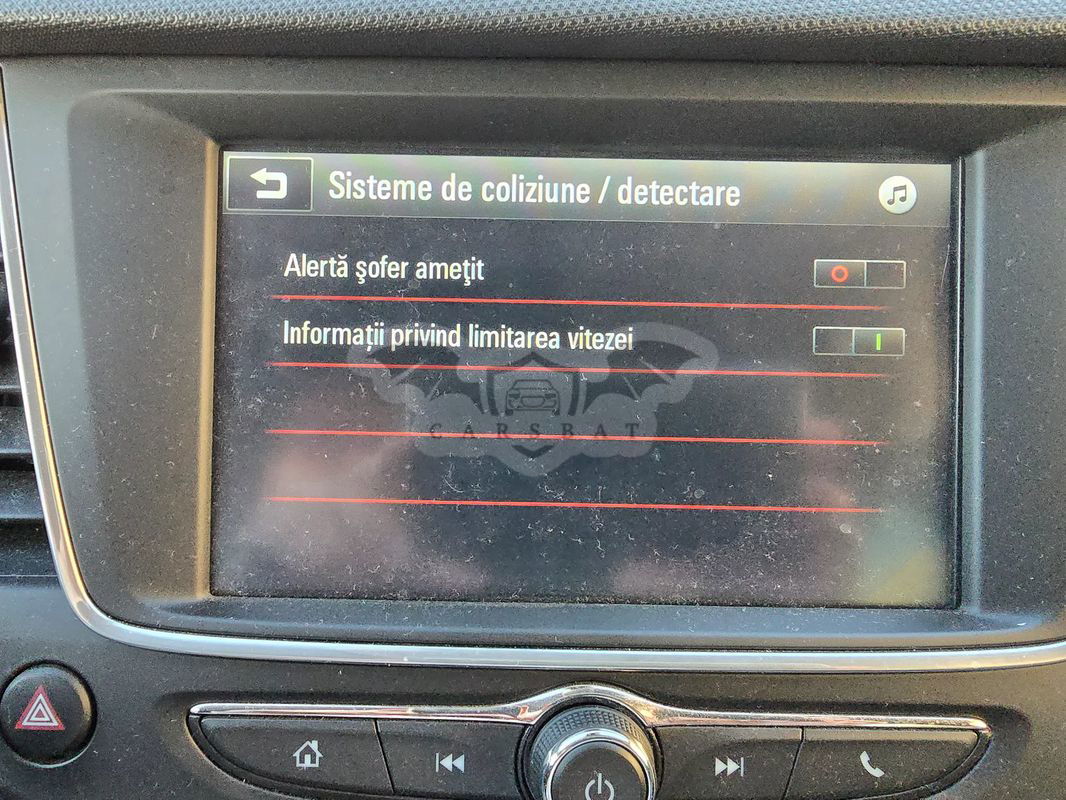 Sisteme de coliziune / detectare
Alertă şofer ameţit
Informaţii privind limitarea vitezei
CARSBAT